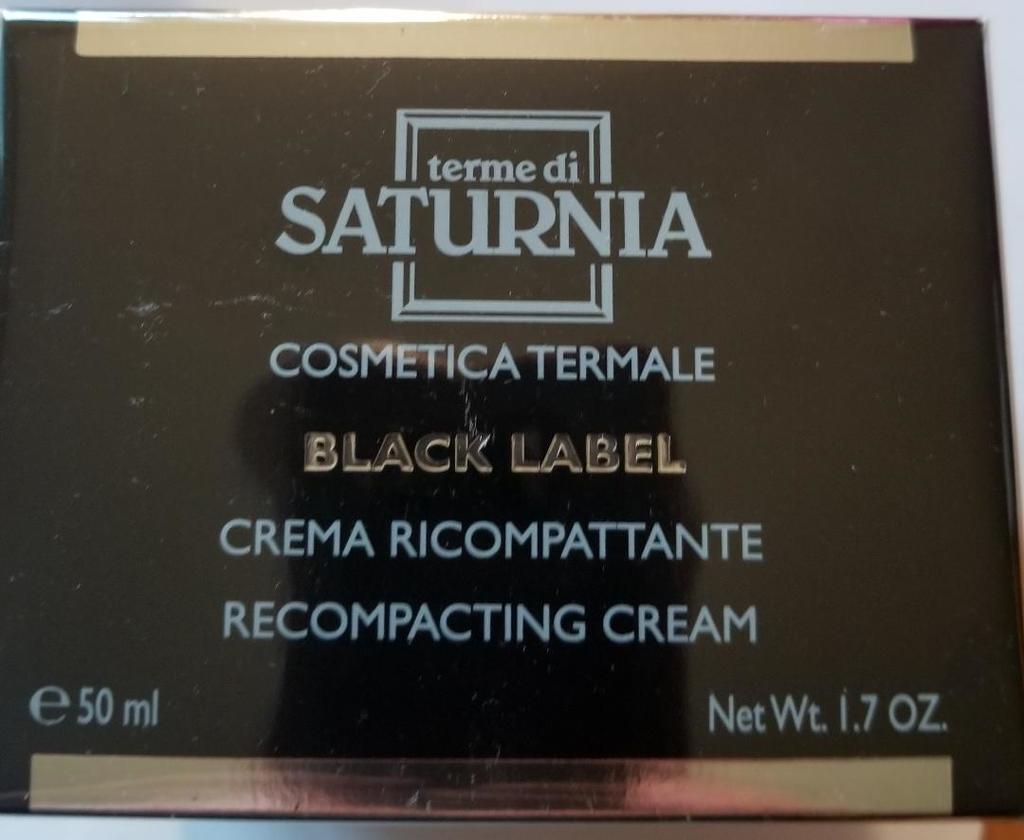 terme di
SATURNIA
COSMETICA TERMALE
BLACK LABEL
CREMA RICOMPATTANTE
RECOMPACTING CREAM
℮ 50 ml
Net Wt. 1.7 OZ.